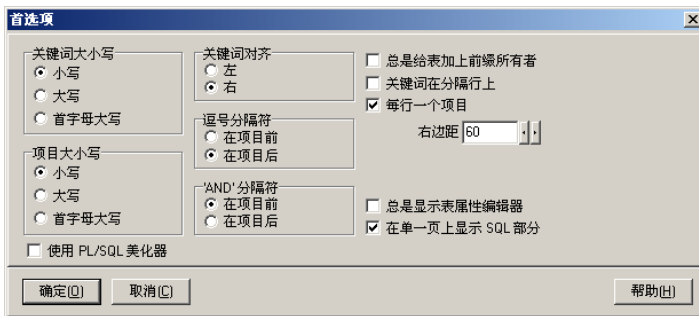 首选项
关键词大小写
小写
大写
首字母大写
项目大小写
小写
大写
首字母大写
使用 PL/SQL 美化器
关键词对齐
左
右
逗号分隔符
在项目前
在项目后
'AND'分隔符
在项目前
在项目后
总是给表加上前缀所有者
关键词在分隔行上
每行一个项目
右边距 60
总是显示表属性编辑器
在单一页上显示 SQL 部分
确定(O)
取消(C)
帮助(H)